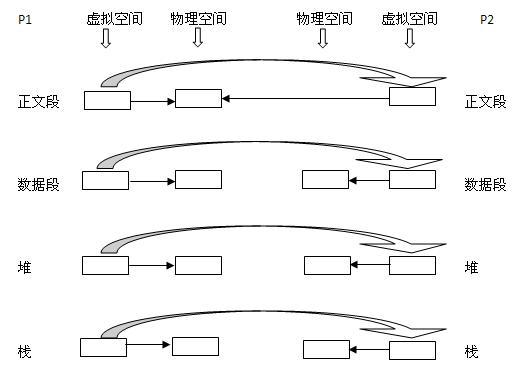 P1 虚拟空间 物理空间 物理空间 虚拟空间 P2
正文段 正文段
数据段 数据段
堆 堆
栈 栈